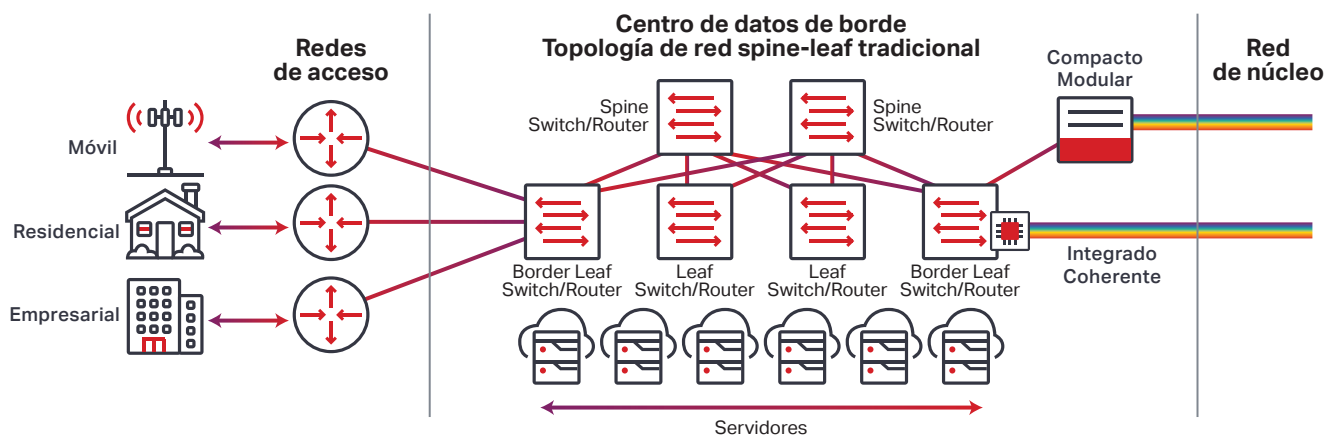 Centro de datos de borde
Topología de red spine-leaf tradicional
Redes
de acceso
Red
de núcleo
Compacto
Modular
Spine
Switch/Router
Spine
Switch/Router
Móvil
Residencial
Empresarial
Integrado
Coherente
Border Leaf
Switch/Router
Leaf
Switch/Router
Leaf
Switch/Router
Border Leaf
Switch/Router
Servidores